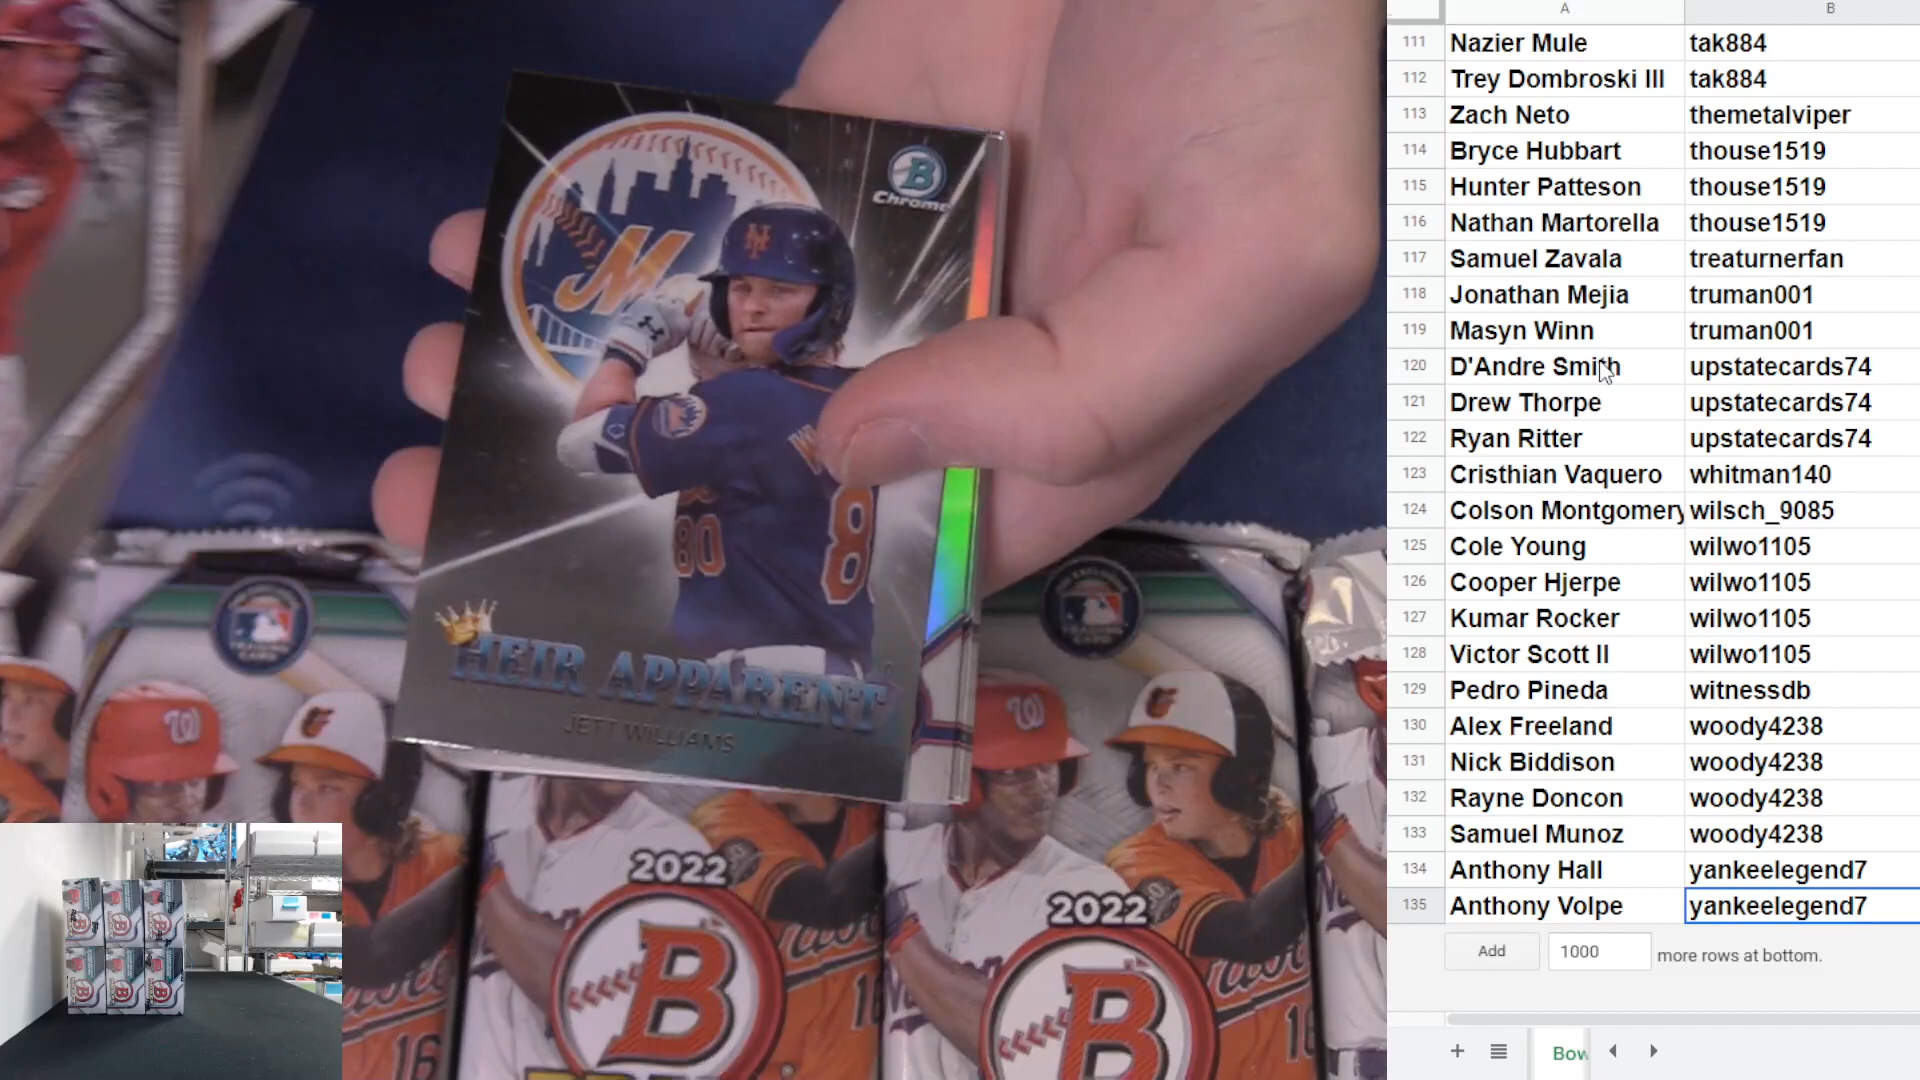 B
Chrome
M
NY
80
8
HEIR APPARENT
JETT WILLIAMS
W
W
2022
B
2022
B
16
16
A
B
111 Nazier Mule tak884
112 Trey Dombroski III tak884
113 Zach Neto themetalviper
114 Bryce Hubbart thouse1519
115 Hunter Patteson thouse1519
116 Nathan Martorella thouse1519
117 Samuel Zavala treaturnerfan
118 Jonathan Mejia truman001
119 Masyn Winn truman001
120 D'Andre Smith upstatecards74
121 Drew Thorpe upstatecards74
122 Ryan Ritter upstatecards74
123 Cristhian Vaquero whitman140
124 Colson Montgomery wilsch_9085
125 Cole Young wilwo1105
126 Cooper Hjerpe wilwo1105
127 Kumar Rocker wilwo1105
128 Victor Scott II wilwo1105
129 Pedro Pineda witnessdb
130 Alex Freeland woody4238
131 Nick Biddison woody4238
132 Rayne Doncon woody4238
133 Samuel Munoz woody4238
134 Anthony Hall yankeelegend7
135 Anthony Volpe yankeelegend7
Add 1000 more rows at bottom.
Bow